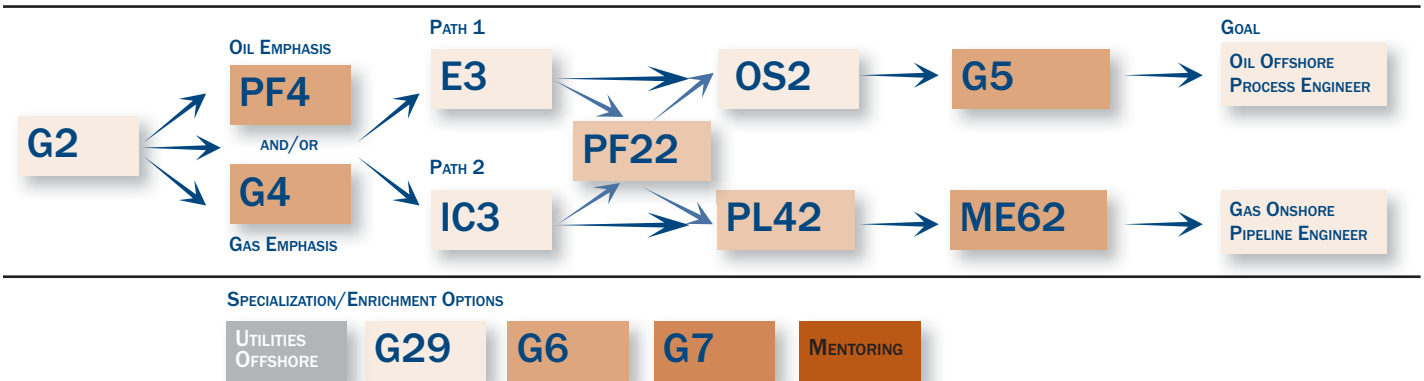 Path 1
Goal
Oil Emphasis
PF4
E3
OS2
G5
Oil Offshore
Process Engineer
G2
and/or
PF22
G4
Gas Emphasis
Path 2
IC3
PL42
ME62
Gas Onshore
Pipeline Engineer
Specialization/Enrichment Options
Utilities
Offshore
G29
G6
G7
Mentoring